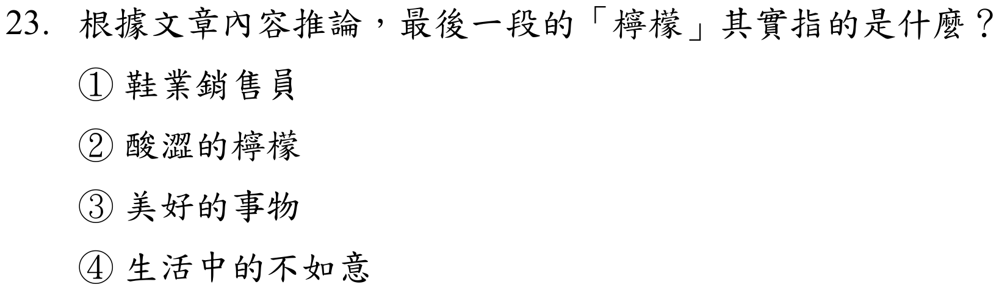 23. 根據文章內容推論，最後一段的「檸檬」其實指的是什麼？
① 鞋業銷售員
② 酸澀的檸檬
③ 美好的事物
④ 生活中的不如意